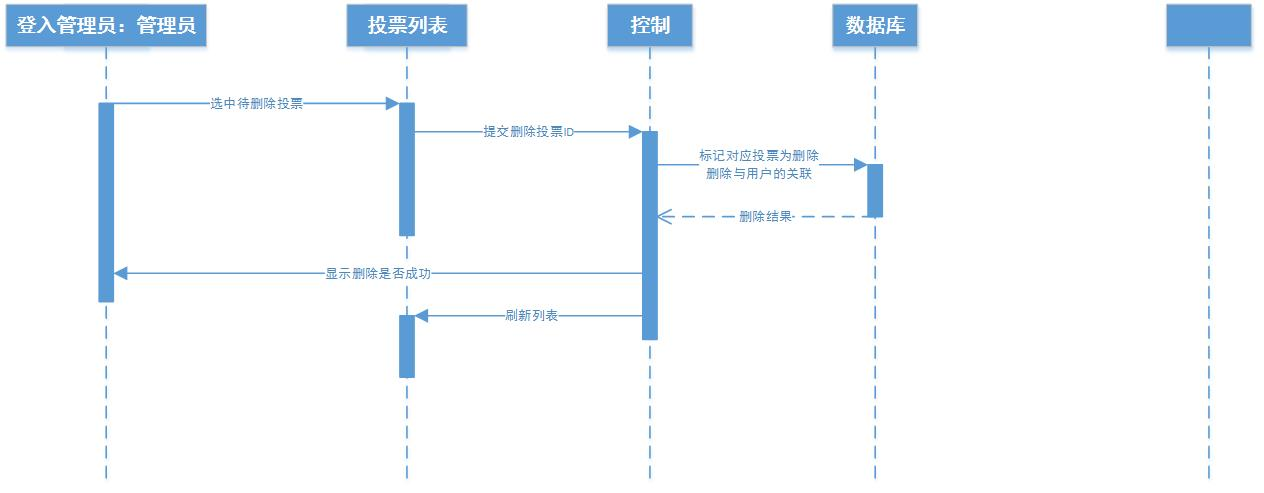 登入管理员：管理员
投票列表
控制
数据库
选中待删除投票
提交删除投票ID
标记对应投票为删除
删除与用户的关联
删除结果
显示删除是否成功
刷新列表